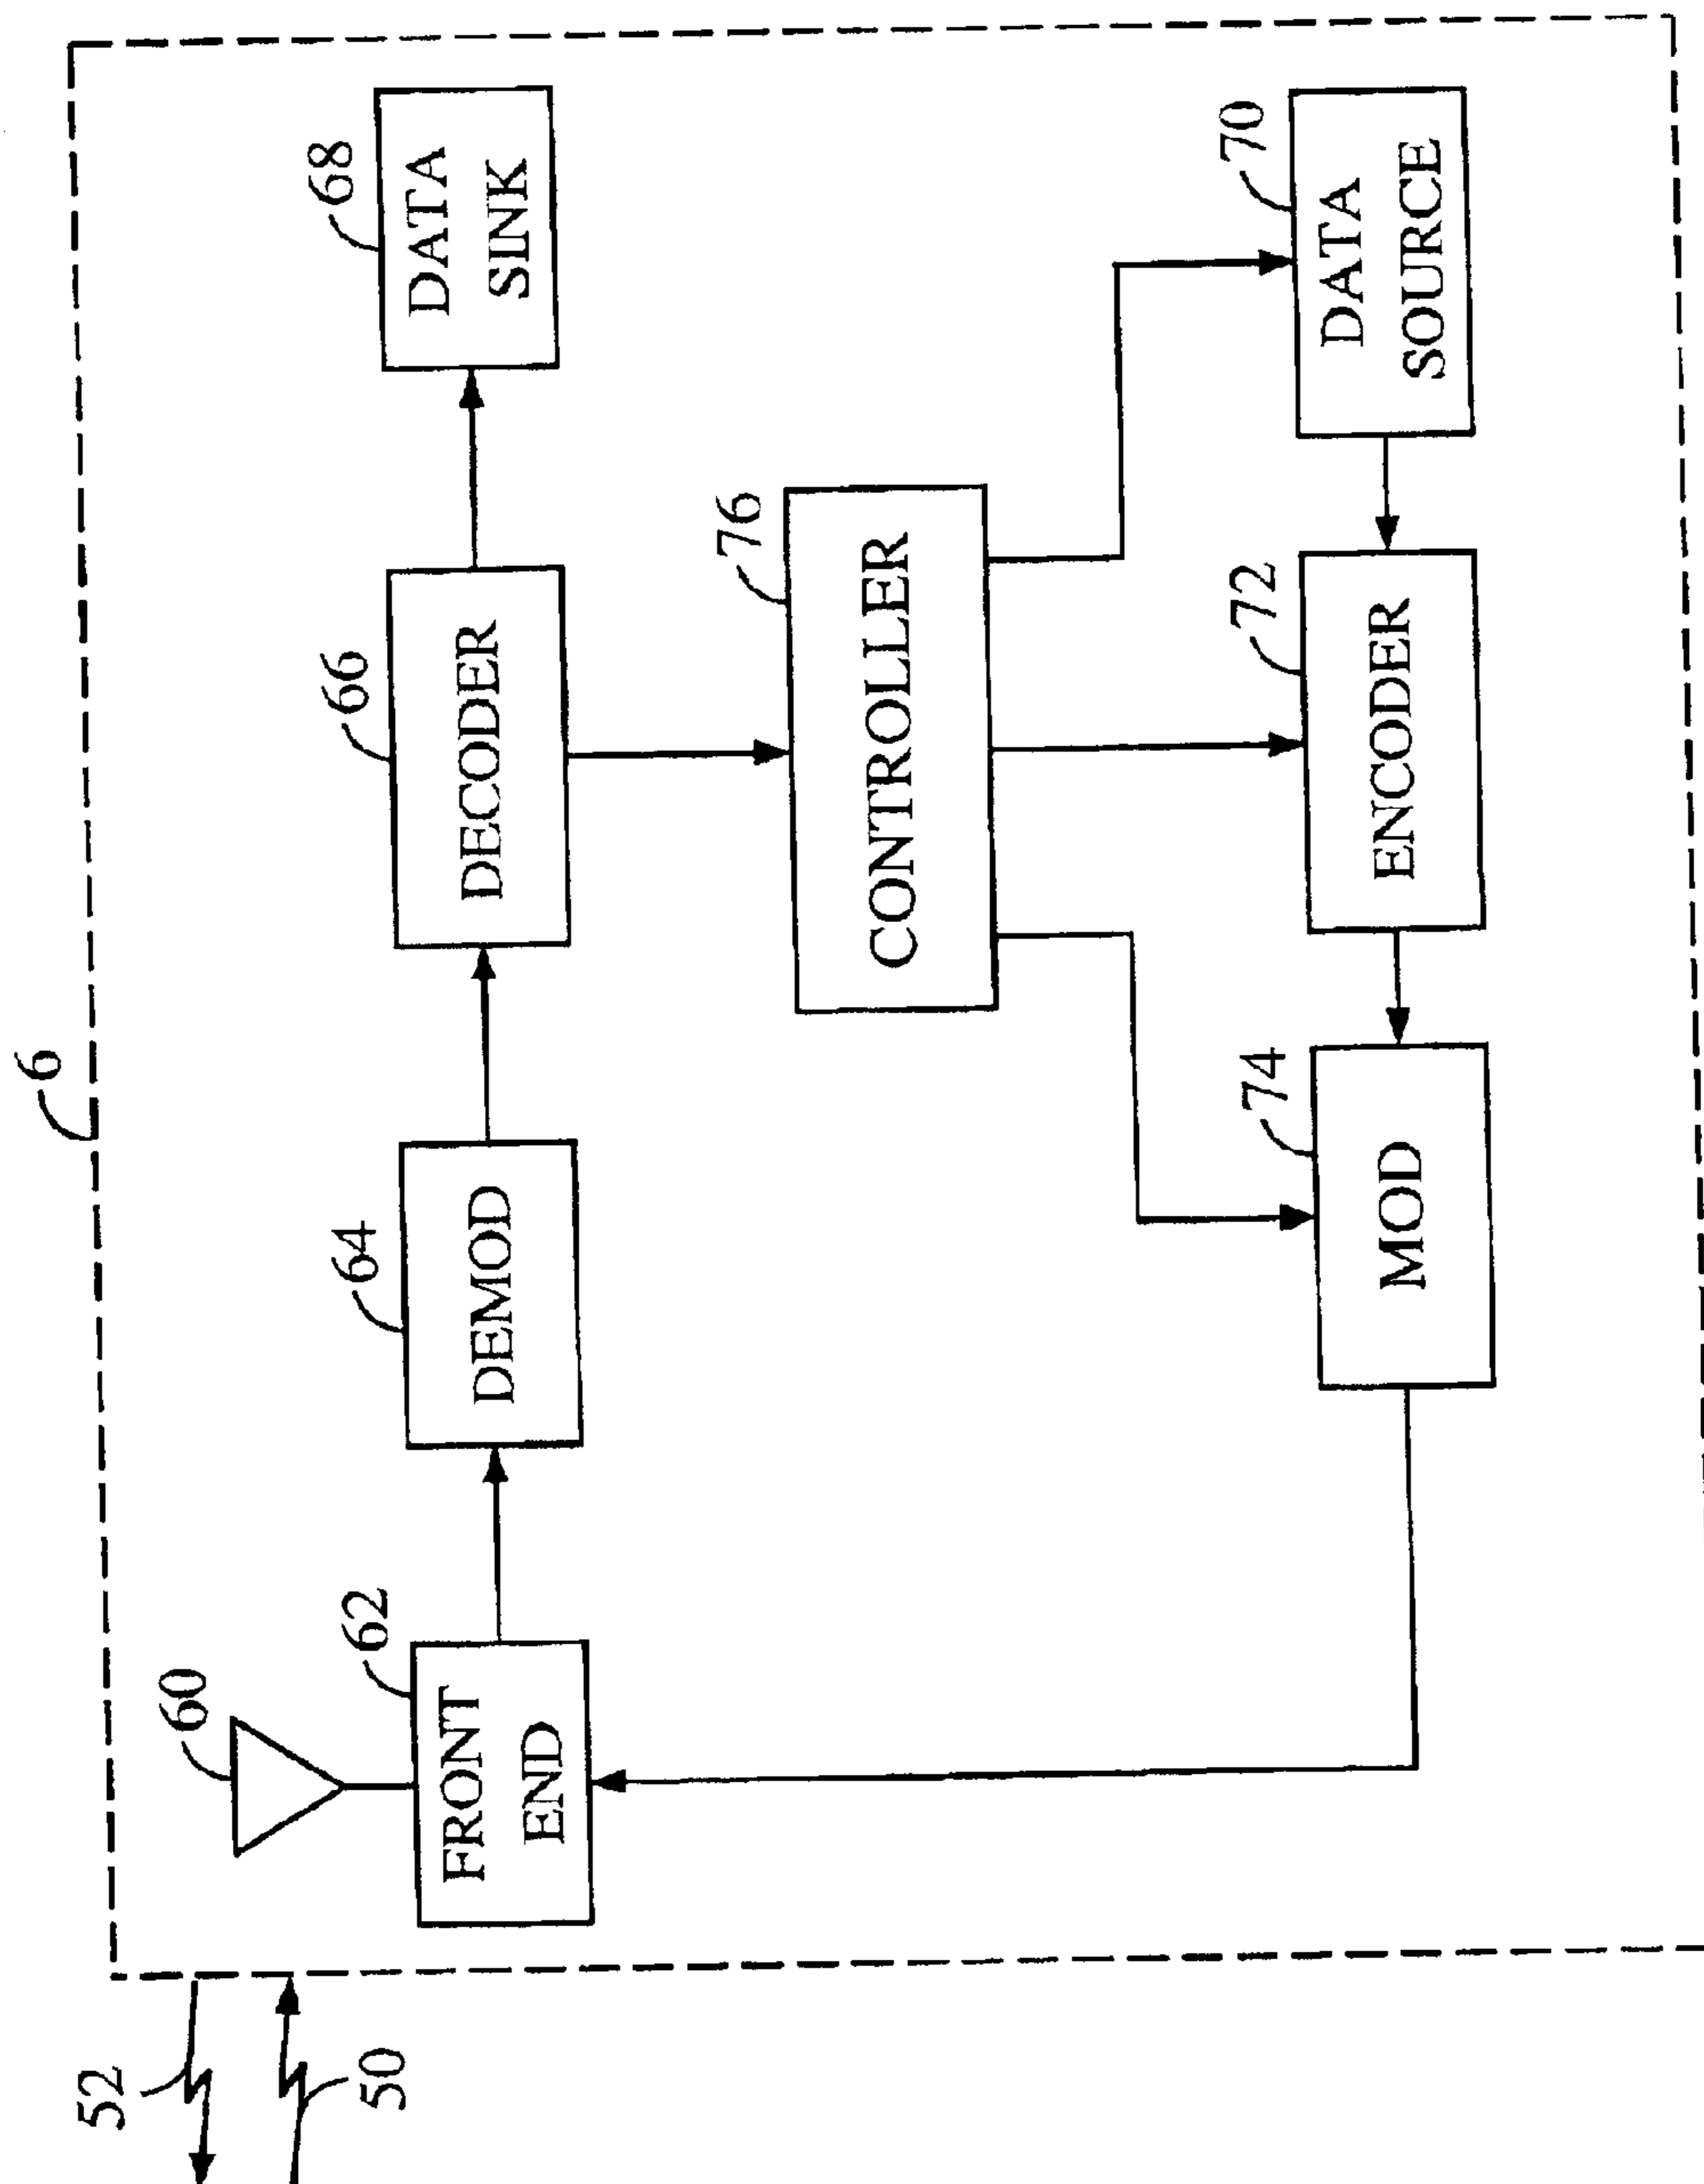 6
52
50
60
62
FRONT
END
64
DEMOD
66
DECODER
68
DATA
SINK
76
CONTROLLER
74
MOD
72
ENCODER
70
DATA
SOURCE